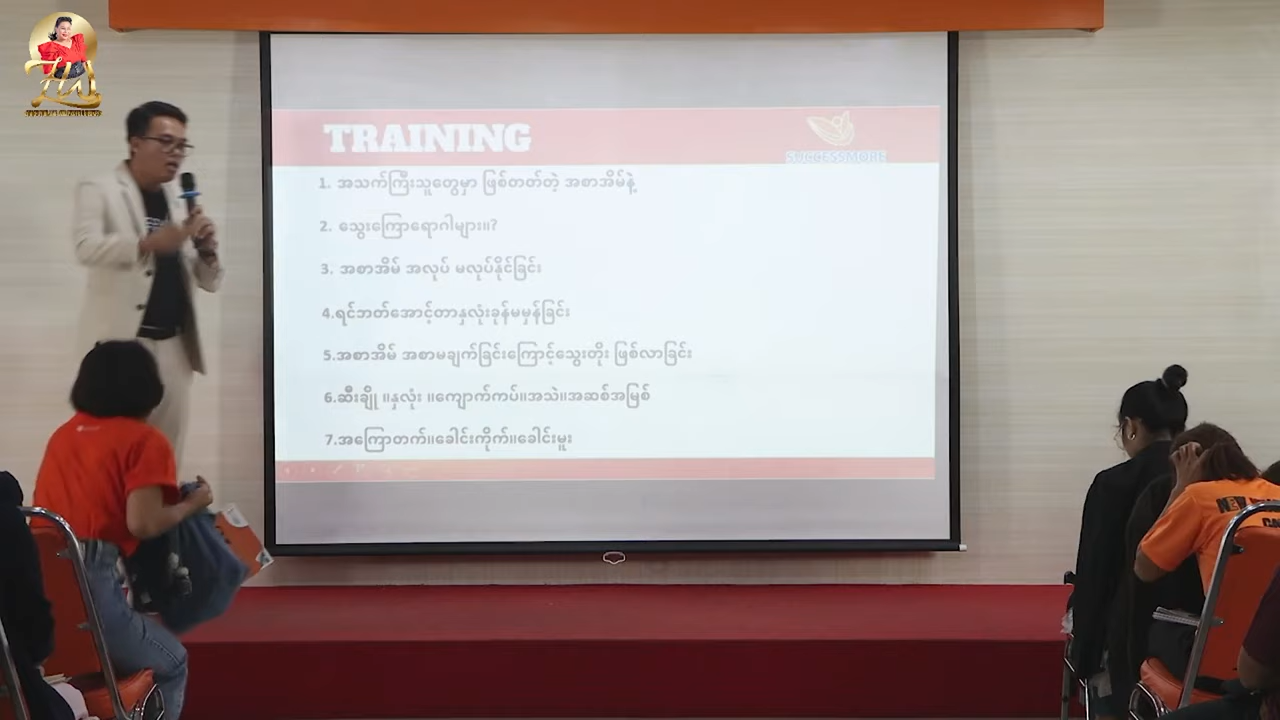 TRAINING
SUCCESSMORE
1. အသက်ကြီးသူတွေမှာ ဖြစ်တတ်တဲ့ အစာအိမ်နဲ့
2. သွေးကြောရောဂါများ။?
3. အစာအိမ် အလုပ် မလုပ်နိုင်ခြင်း
4.ရင်ဘတ်အောင့်တာနှလုံးခုန်မမှန်ခြင်း
5.အစာအိမ် အစာမချက်ခြင်းကြောင့်သွေးတိုး ဖြစ်လာခြင်း
6.ဆီးချို ။နှလုံး ။ကျောက်ကပ်။အသဲ။အဆစ်အမြစ်
7.အကြောတက်။ခေါင်းကိုက်။ခေါင်းမူး
NEW